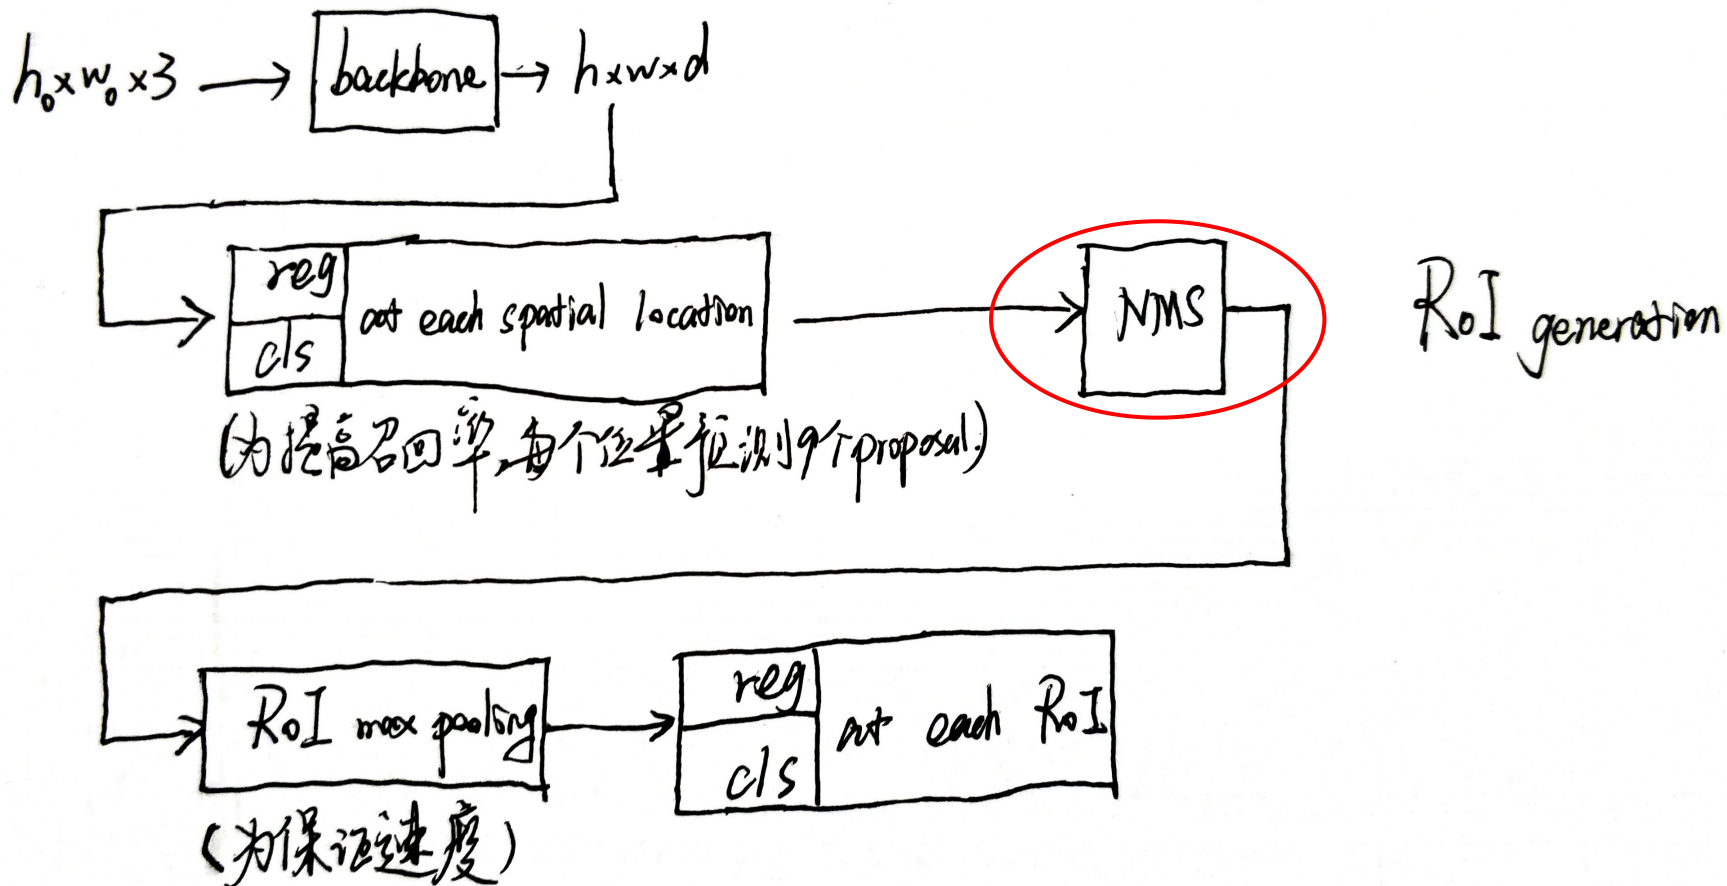 h₀×w₀×3 → backbone → h×w×d
reg
cls
at each spatial location
NMS
RoI generation
(为提高召回率,每个位置预测9个proposal)
RoI max pooling
reg
cls
at each RoI
(为保证速度)